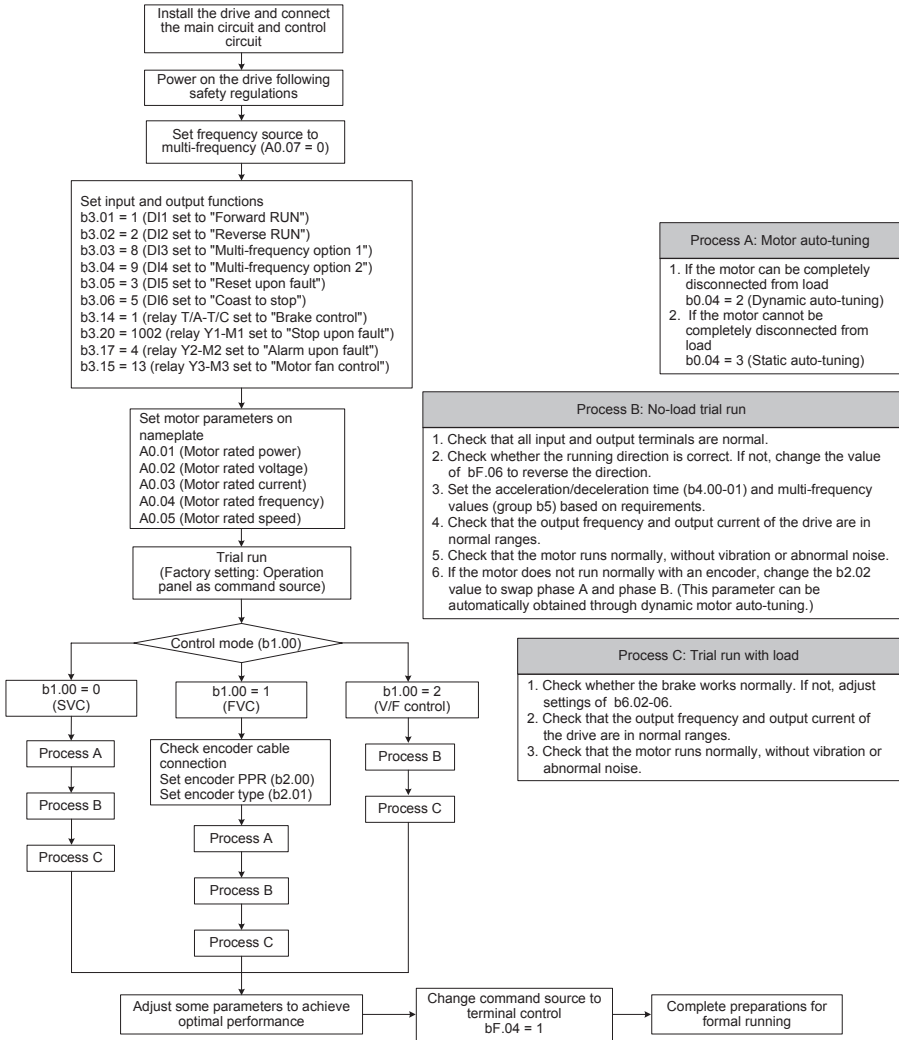 Install the drive and connect
the main circuit and control
circuit
Power on the drive following
safety regulations
Set frequency source to
multi-frequency (A0.07 = 0)
Set input and output functions
b3.01 = 1 (DI1 set to "Forward RUN")
b3.02 = 2 (DI2 set to "Reverse RUN")
b3.03 = 8 (DI3 set to "Multi-frequency option 1")
b3.04 = 9 (DI4 set to "Multi-frequency option 2")
b3.05 = 3 (DI5 set to "Reset upon fault")
b3.06 = 5 (DI6 set to "Coast to stop")
b3.14 = 1 (relay T/A-T/C set to "Brake control")
b3.20 = 1002 (relay Y1-M1 set to "Stop upon fault")
b3.17 = 4 (relay Y2-M2 set to "Alarm upon fault")
b3.15 = 13 (relay Y3-M3 set to "Motor fan control")
Set motor parameters on
nameplate
A0.01 (Motor rated power)
A0.02 (Motor rated voltage)
A0.03 (Motor rated current)
A0.04 (Motor rated frequency)
A0.05 (Motor rated speed)
Trial run
(Factory setting: Operation
panel as command source)
Control mode (b1.00)
b1.00 = 0
(SVC)
Process A
Process B
Process C
b1.00 = 1
(FVC)
Check encoder cable
connection
Set encoder PPR (b2.00)
Set encoder type (b2.01)
Process A
Process B
Process C
b1.00 = 2
(V/F control)
Process B
Process C
Adjust some parameters to achieve
optimal performance
Change command source to
terminal control
bF.04 = 1
Complete preparations for
formal running
Process A: Motor auto-tuning
1. If the motor can be completely
disconnected from load
b0.04 = 2 (Dynamic auto-tuning)
2. If the motor cannot be
completely disconnected from
load
b0.04 = 3 (Static auto-tuning)
Process B: No-load trial run
1. Check that all input and output terminals are normal.
2. Check whether the running direction is correct. If not, change the value
of bF.06 to reverse the direction.
3. Set the acceleration/deceleration time (b4.00-01) and multi-frequency
values (group b5) based on requirements.
4. Check that the output frequency and output current of the drive are in
normal ranges.
5. Check that the motor runs normally, without vibration or abnormal noise.
6. If the motor does not run normally with an encoder, change the b2.02
value to swap phase A and phase B. (This parameter can be
automatically obtained through dynamic motor auto-tuning.)
Process C: Trial run with load
1. Check whether the brake works normally. If not, adjust
settings of b6.02-06.
2. Check that the output frequency and output current of
the drive are in normal ranges.
3. Check that the motor runs normally, without vibration or
abnormal noise.